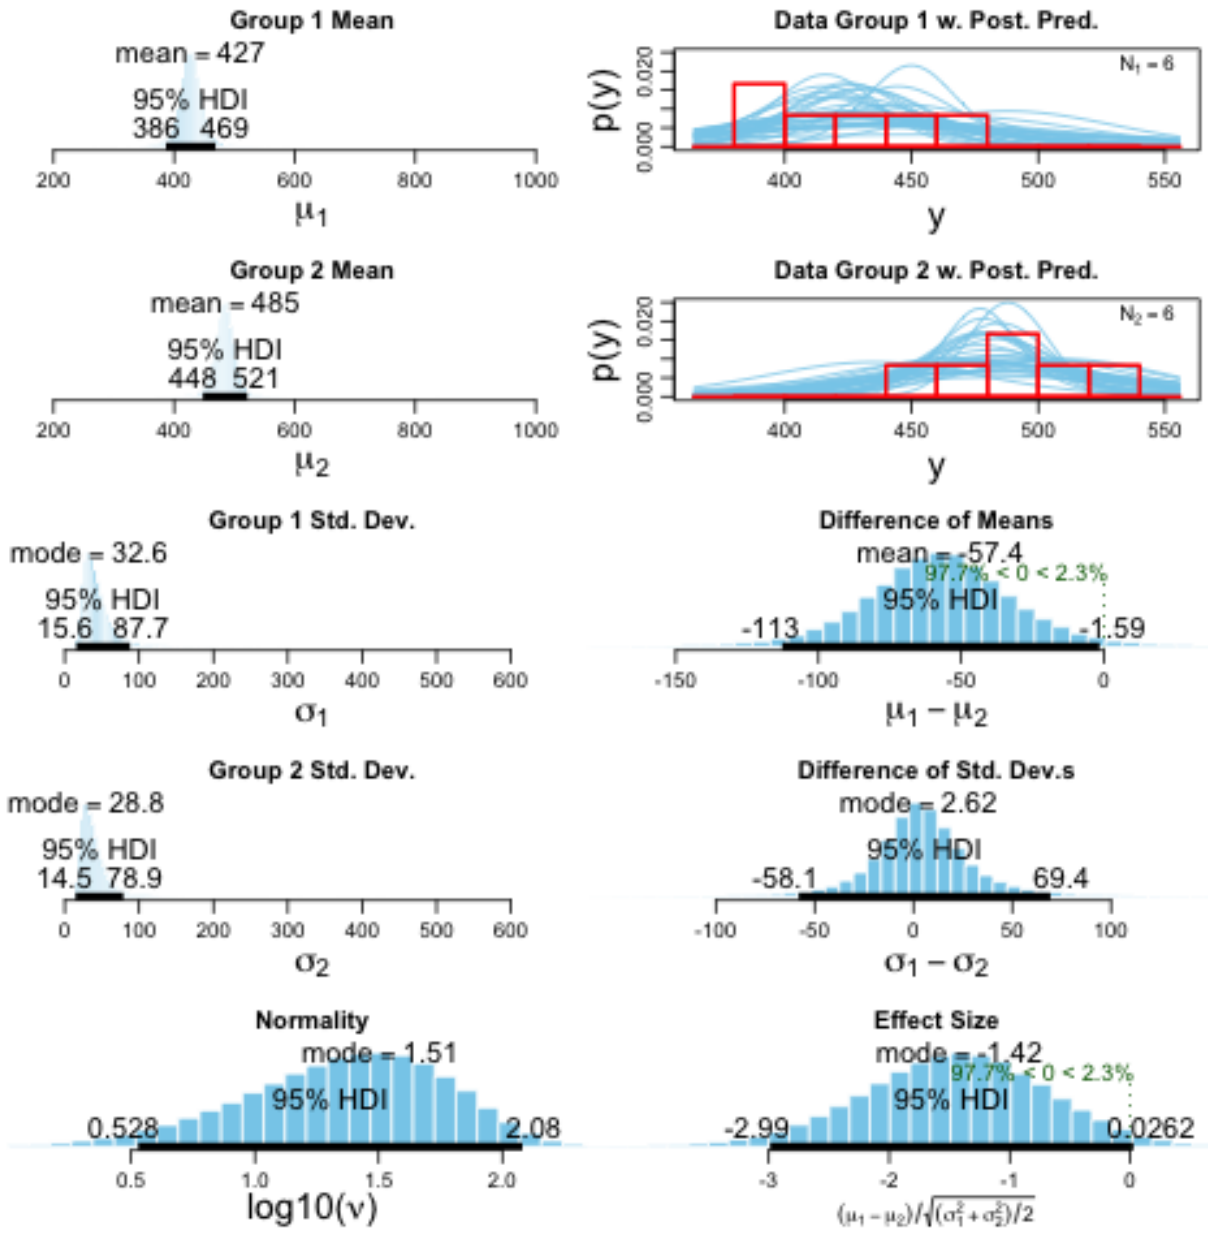 Group 1 Mean
mean = 427
95% HDI
386 469
200 400 600 800 1000
μ1
Data Group 1 w. Post. Pred.
N1 = 6
p(y)
0.000 0.020
400 450 500 550
y
Group 2 Mean
mean = 485
95% HDI
448 521
200 400 600 800 1000
μ2
Data Group 2 w. Post. Pred.
N2 = 6
p(y)
0.000 0.020
400 450 500 550
y
Group 1 Std. Dev.
mode = 32.6
95% HDI
15.6 87.7
0 100 200 300 400 500 600
σ1
Difference of Means
mean = -57.4
97.7% < 0 < 2.3%
95% HDI
-113 -1.59
-150 -100 -50 0
μ1 − μ2
Group 2 Std. Dev.
mode = 28.8
95% HDI
14.5 78.9
0 100 200 300 400 500 600
σ2
Difference of Std. Dev.s
mode = 2.62
95% HDI
-58.1 69.4
-100 -50 0 50 100
σ1 − σ2
Normality
mode = 1.51
95% HDI
0.528 2.08
0.5 1.0 1.5 2.0
log10(ν)
Effect Size
mode = -1.42
97.7% < 0 < 2.3%
95% HDI
-2.99 0.0262
-3 -2 -1 0
(μ1 − μ2)/√(σ1² + σ2²)/2